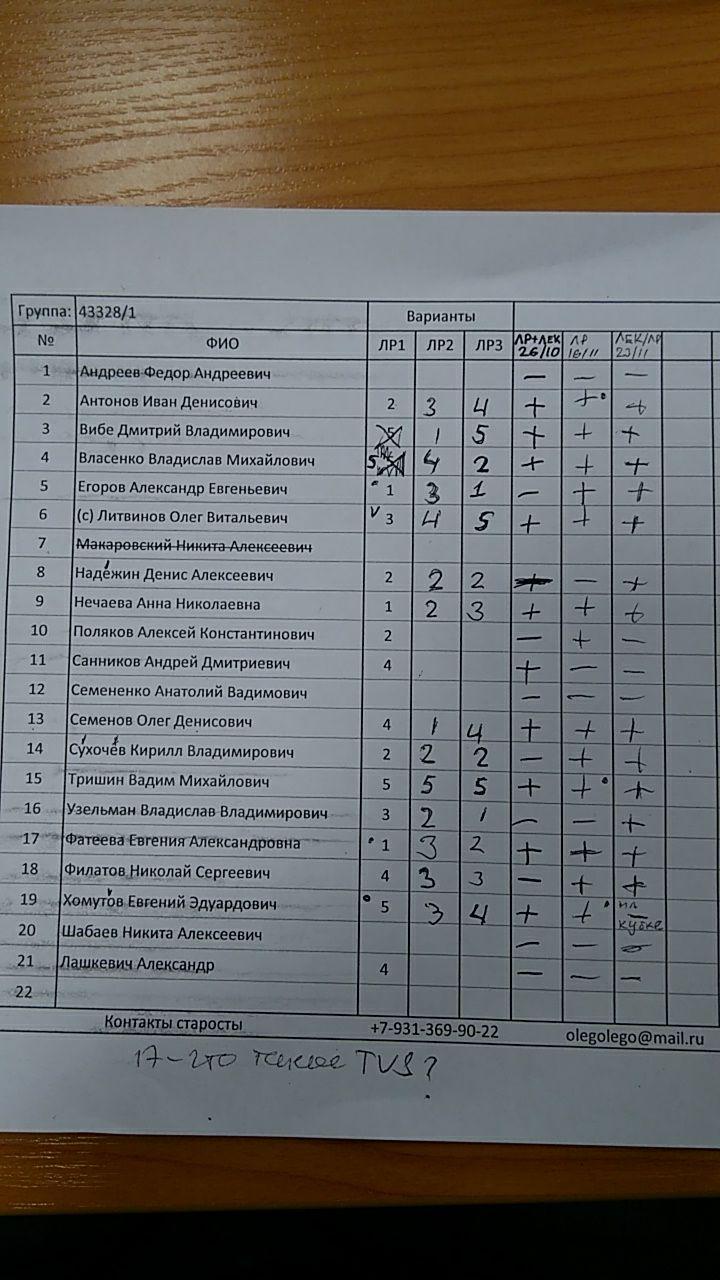 Группа: 43328/1 Варианты
№ ФИО ЛР1 ЛР2 ЛР3 ЛР+ЛЕК 26/10 ЛР 16/11 ЛЕК/ЛР 23/11
1 Андреев Федор Андреевич — — —
2 Антонов Иван Денисович 2 3 4 + + +
3 Вибе Дмитрий Владимирович 1 5 + + +
4 Власенко Владислав Михайлович 5 4 2 + + +
5 Егоров Александр Евгеньевич 1 3 1 — + +
6 (с) Литвинов Олег Витальевич V 3 4 5 + + +
7 Макаровский Никита Алексеевич
8 Надёжин Денис Алексеевич 2 2 2 + — +
9 Нечаева Анна Николаевна 1 2 3 + + +
10 Поляков Алексей Константинович 2 — + —
11 Санников Андрей Дмитриевич 4 + — —
12 Семененко Анатолий Вадимович — — —
13 Семенов Олег Денисович 4 1 4 + + +
14 Сухочев Кирилл Владимирович 2 2 2 — + +
15 Тришин Вадим Михайлович 5 5 5 + + +
16 Узельман Владислав Владимирович 3 2 1 — — +
17 Фатеева Евгения Александровна 1 3 2 + + +
18 Филатов Николай Сергеевич 4 3 3 — + +
19 Хомутов Евгений Эдуардович 5 3 4 + + — на кубке
20 Шабаев Никита Алексеевич — — —
21 Лашкевич Александр 4 — — —
22
Контакты старосты +7-931-369-90-22 olegolego@mail.ru
17 – что такое TVS?